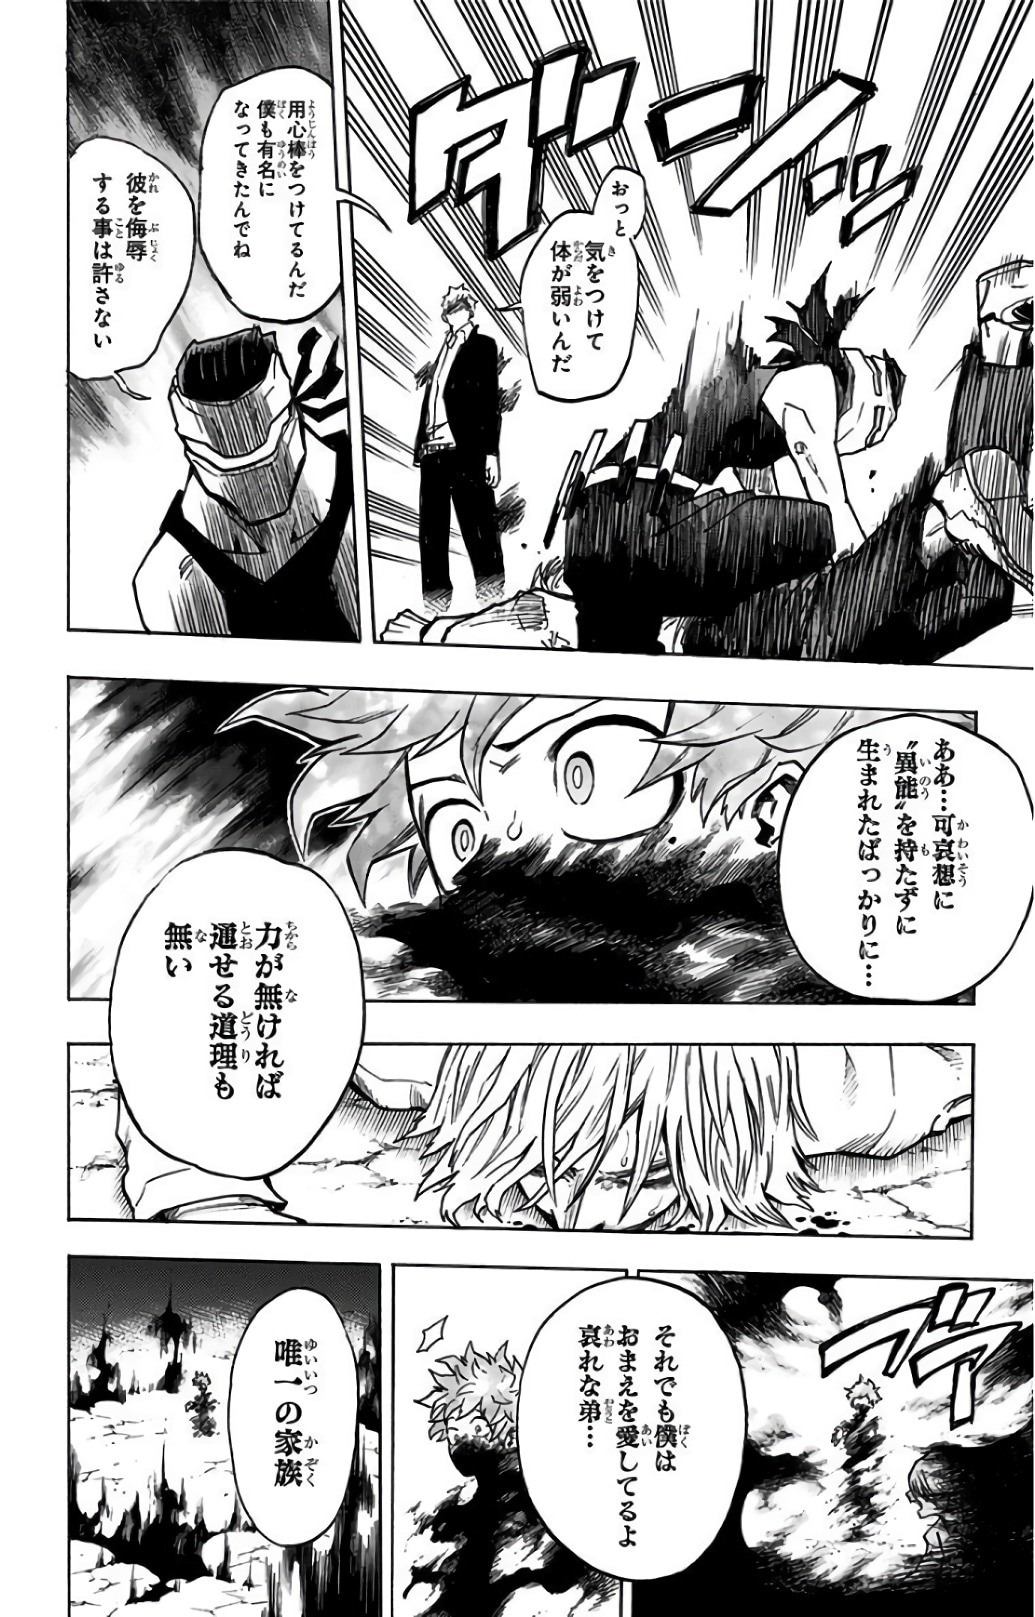 ダンッ
おっと
気をつけて
体が弱いんだ
用心棒をつけてるんだ
僕も有名に
なってきたんでね
彼を侮辱
する事は許さない
ああ…可哀想に
〝異能〟を持たずに
生まれたばっかりに…
力が無ければ
通せる道理も
無い
それでも僕は
おまえを愛してるよ
哀れな弟…
唯一の家族